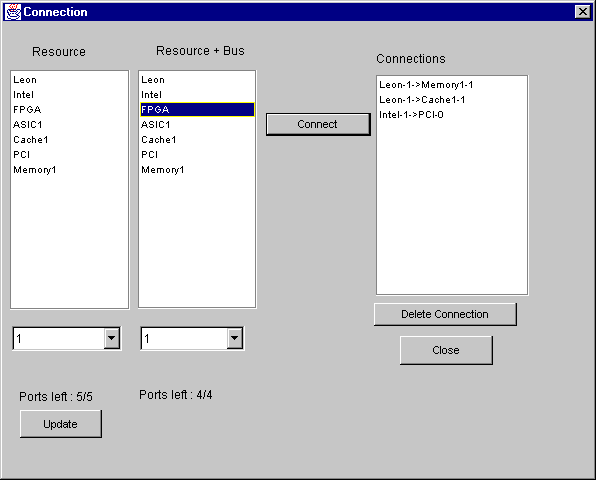 Connection
Resource
Leon
Intel
FPGA
ASIC1
Cache1
PCI
Memory1
1
Ports left : 5/5
Update
Resource + Bus
Leon
Intel
FPGA
ASIC1
Cache1
PCI
Memory1
1
Ports left : 4/4
Connect
Connections
Leon-1->Memory1-1
Leon-1->Cache1-1
Intel-1->PCI-0
Delete Connection
Close